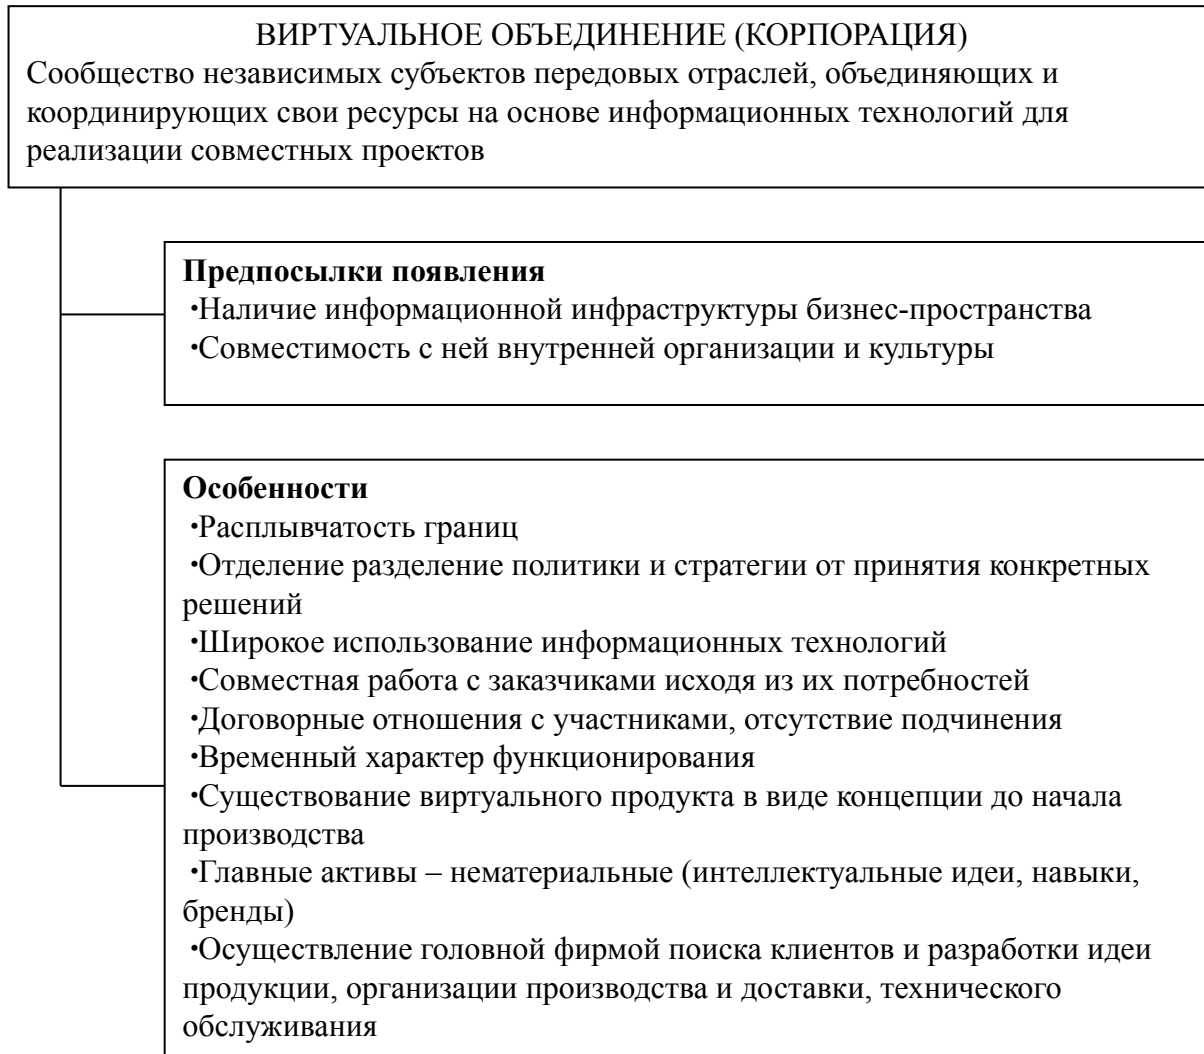 ВИРТУАЛЬНОЕ ОБЪЕДИНЕНИЕ (КОРПОРАЦИЯ)
Сообщество независимых субъектов передовых отраслей, объединяющих и
координирующих свои ресурсы на основе информационных технологий для
реализации совместных проектов
Предпосылки появления
·Наличие информационной инфраструктуры бизнес-пространства
·Совместимость с ней внутренней организации и культуры
Особенности
·Расплывчатость границ
·Отделение разделение политики и стратегии от принятия конкретных
решений
·Широкое использование информационных технологий
·Совместная работа с заказчиками исходя из их потребностей
·Договорные отношения с участниками, отсутствие подчинения
·Временный характер функционирования
·Существование виртуального продукта в виде концепции до начала
производства
·Главные активы – нематериальные (интеллектуальные идеи, навыки,
бренды)
·Осуществление головной фирмой поиска клиентов и разработки идеи
продукции, организации производства и доставки, технического
обслуживания